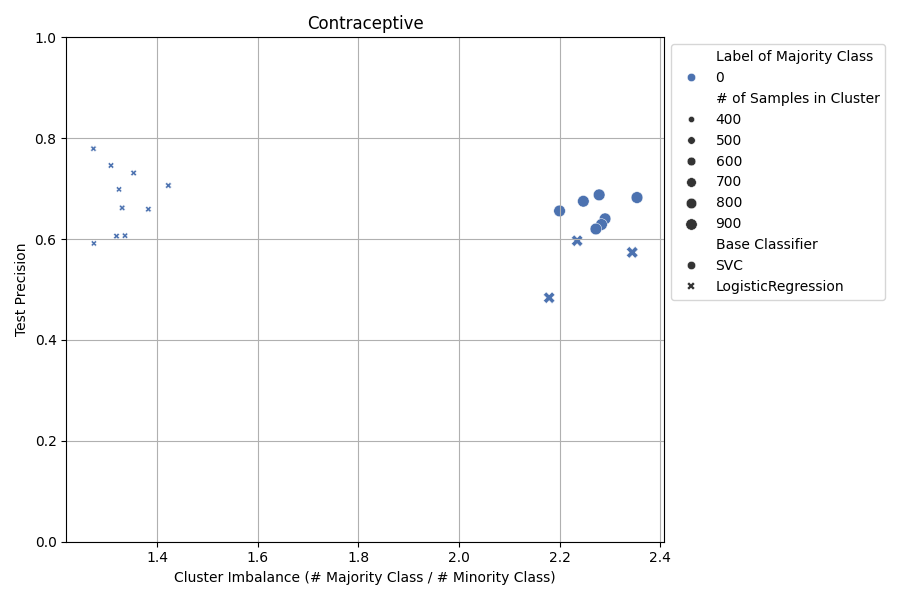 Contraceptive
Test Precision
1.0
0.8
0.6
0.4
0.2
0.0
1.4
1.6
1.8
2.0
2.2
2.4
Cluster Imbalance (# Majority Class / # Minority Class)
Label of Majority Class
0
# of Samples in Cluster
400
500
600
700
800
900
Base Classifier
SVC
LogisticRegression